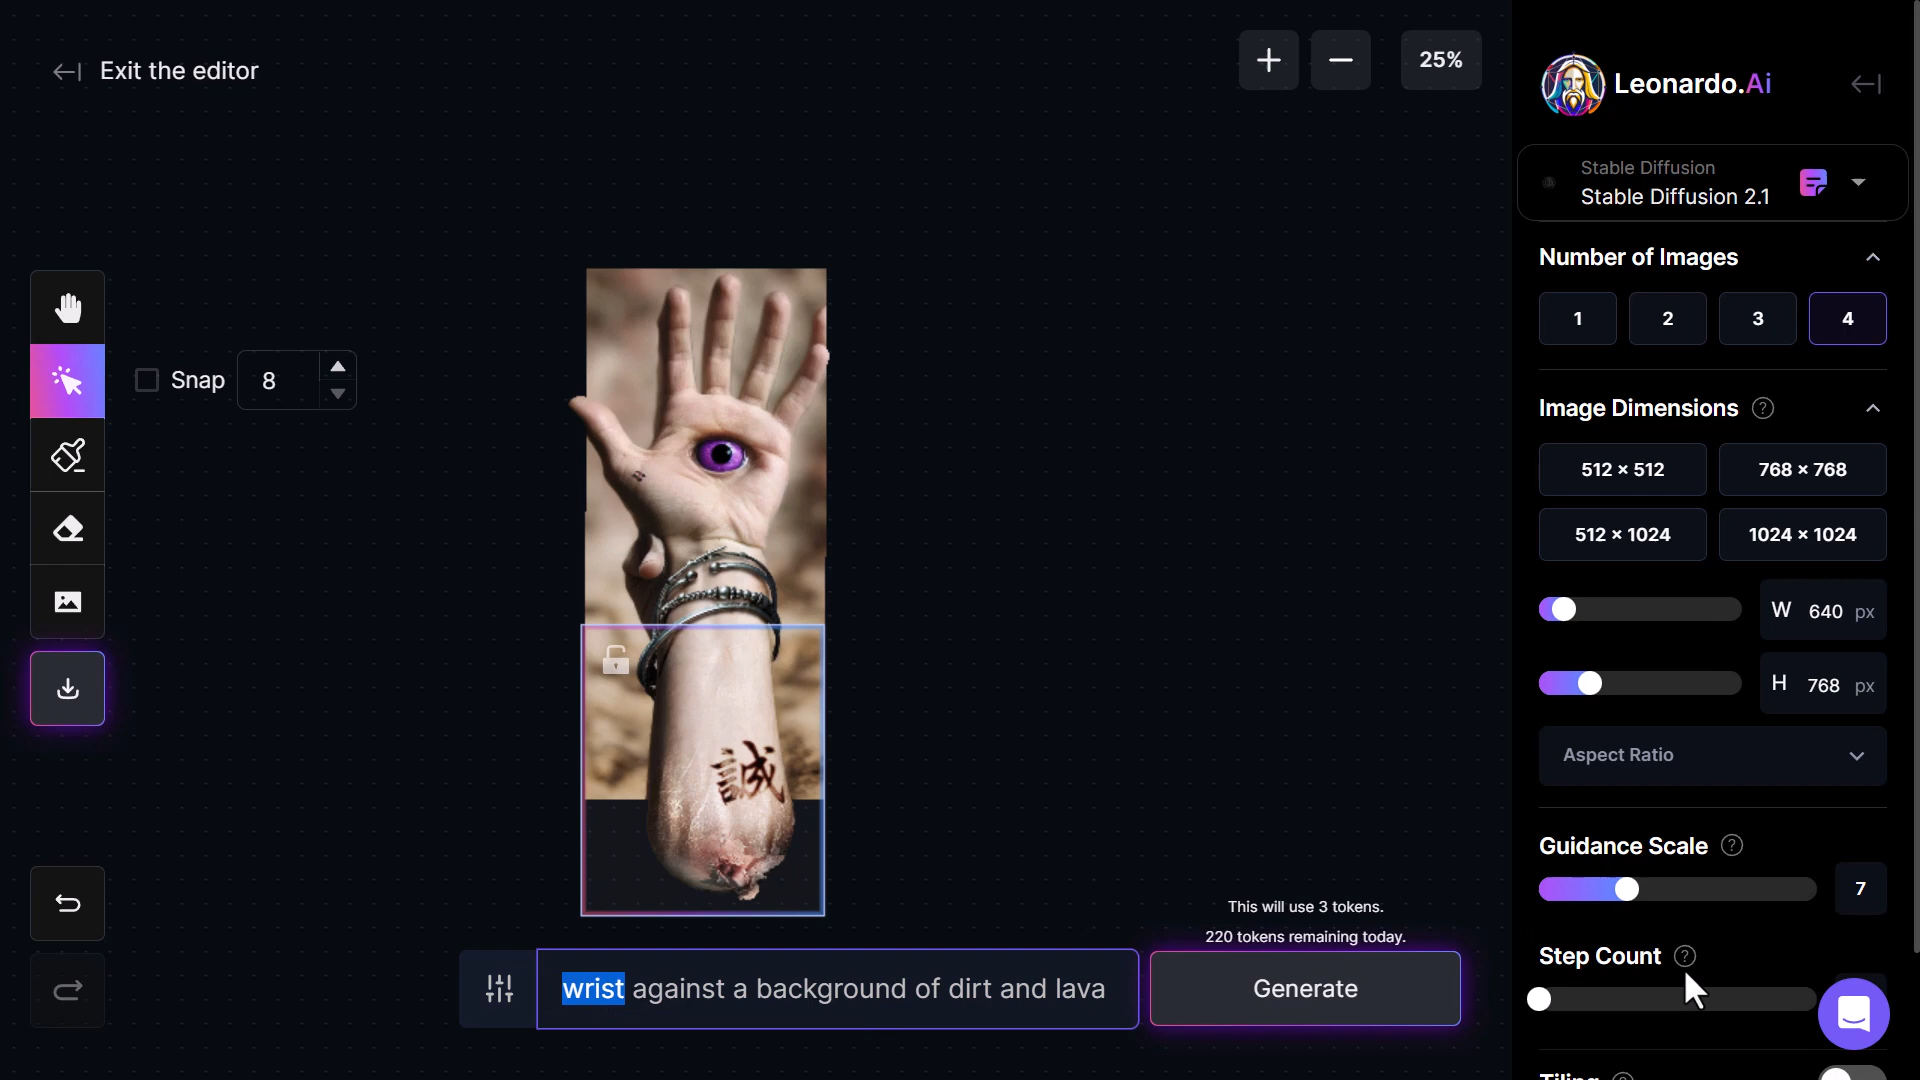 Exit the editor
25%
Leonardo.Ai
Stable Diffusion
Stable Diffusion 2.1
Number of Images
1
2
3
4
Image Dimensions ?
512 × 512
768 × 768
512 × 1024
1024 × 1024
W 640 px
H 768 px
Aspect Ratio
Guidance Scale ?
7
Step Count ?
Snap 8
誠
This will use 3 tokens.
220 tokens remaining today.
wrist against a background of dirt and lava
Generate
Tiling